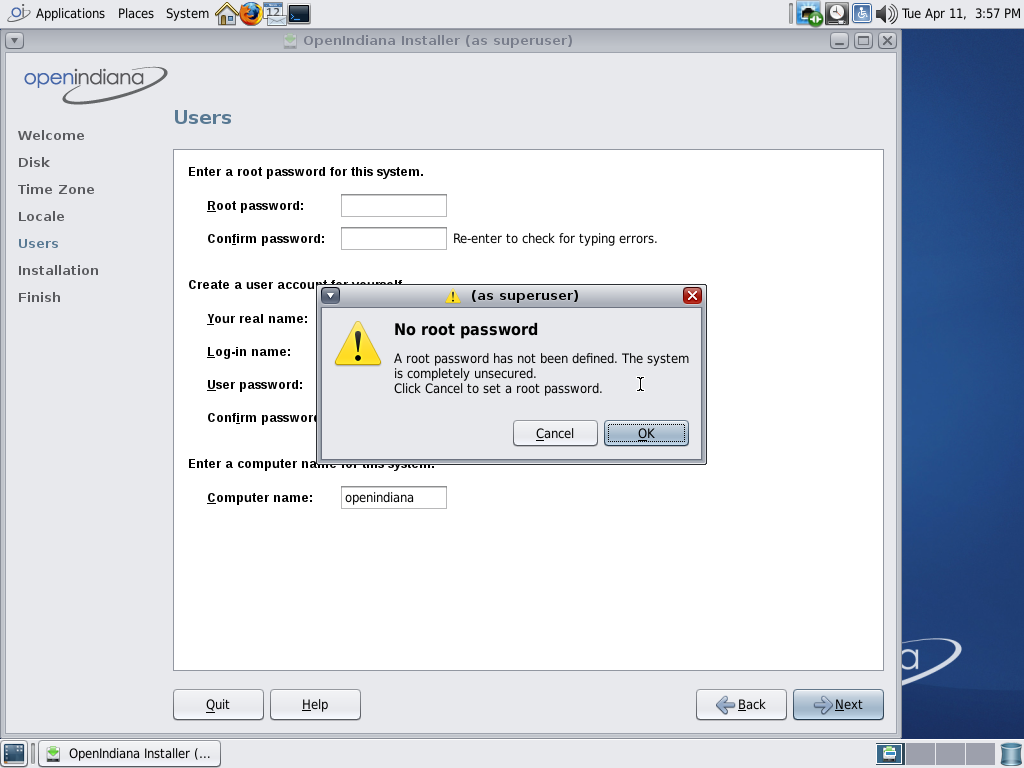 Applications Places System 12 Tue Apr 11, 3:57 PM
OpenIndiana Installer (as superuser)
openindiana
Users
Welcome
Disk
Time Zone
Locale
Users
Installation
Finish
Enter a root password for this system.
Root password:
Confirm password: Re-enter to check for typing errors.
Create a user account for yourself.
Your real name:
Log-in name:
User password:
Confirm password
(as superuser)
No root password
A root password has not been defined. The system
is completely unsecured.
Click Cancel to set a root password.
Cancel OK
Enter a computer name for this system.
Computer name: openindiana
Quit Help Back Next
a
OpenIndiana Installer (...